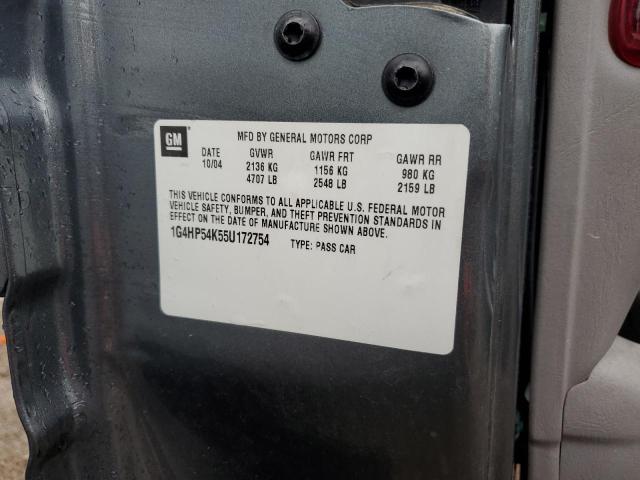 GM
MFD BY GENERAL MOTORS CORP
DATE GVWR GAWR FRT GAWR RR
10/04 2136 KG 1156 KG 980 KG
4707 LB 2548 LB 2159 LB
THIS VEHICLE CONFORMS TO ALL APPLICABLE U.S. FEDERAL MOTOR
VEHICLE SAFETY, BUMPER, AND THEFT PREVENTION STANDARDS IN
EFFECT ON THE DATE OF MANUFACTURE SHOWN ABOVE.
1G4HP54K55U172754 TYPE: PASS CAR